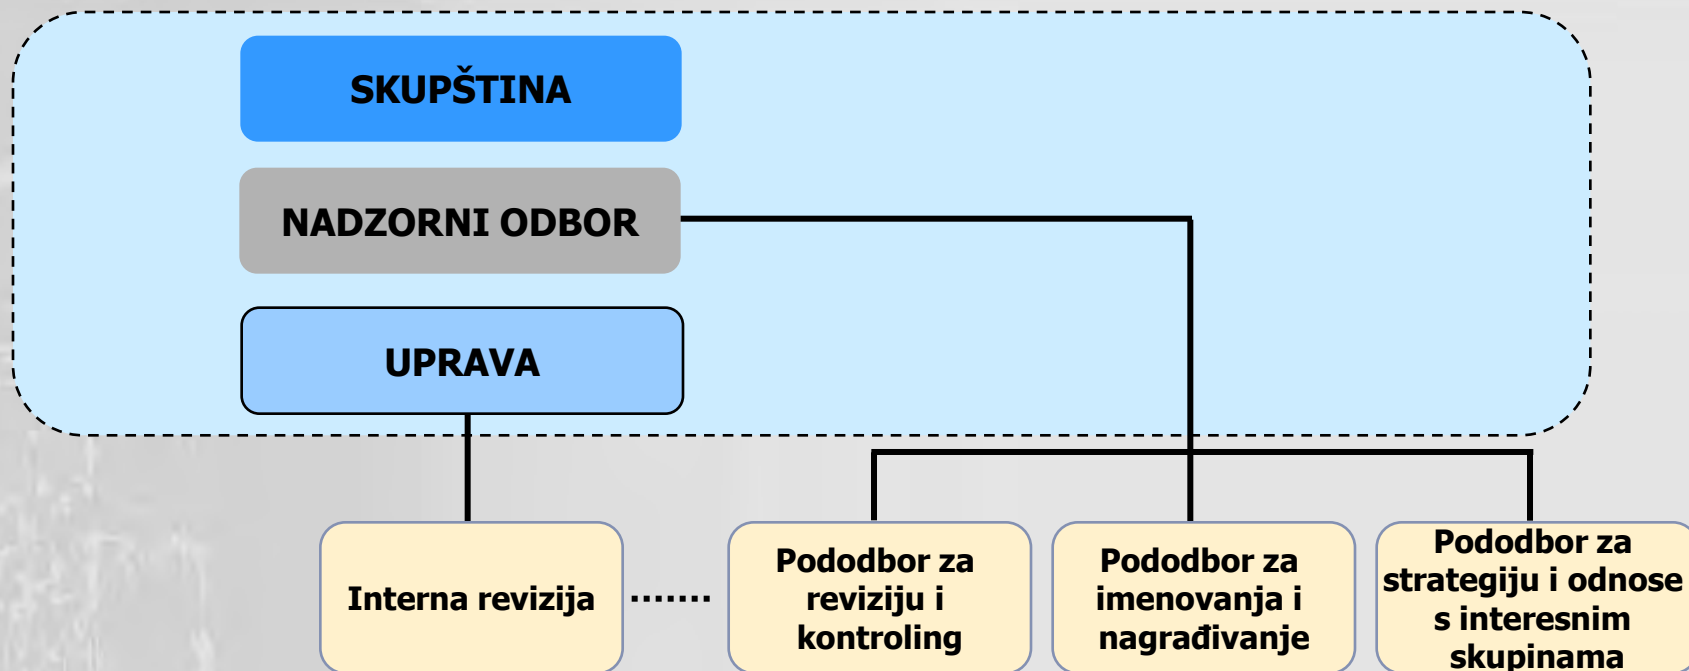 SKUPŠTINA
NADZORNI ODBOR
UPRAVA
Interna revizija
Pododbor za
reviziju i
kontroling
Pododbor za
imenovanja i
nagrađivanje
Pododbor za
strategiju i odnose
s interesnim
skupinama